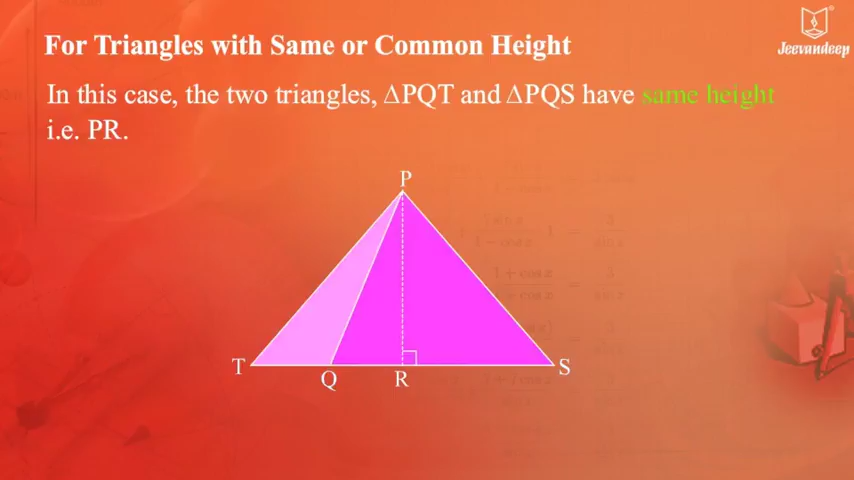 For Triangles with Same or Common Height
Jeevandeep
In this case, the two triangles, ΔPQT and ΔPQS have same height
i.e. PR.
P
T
Q
R
S